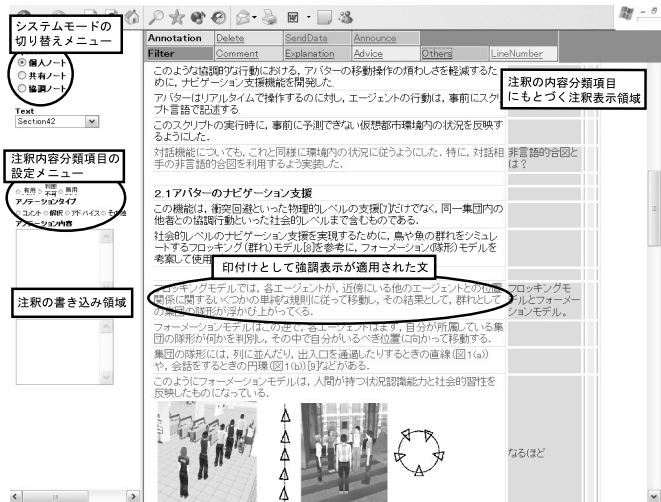 システムモードの
切り替えメニュー
個人ノート
共有ノート
協調ノート
Text
Section42
注釈内容分類項目の
設定メニュー
有用
判断
不可
無用
アノテーションタイプ
コメント 解釈 アドバイス その他
アノテーション内容
注釈の書き込み領域
Annotation Delete SendData Announce
Filter Comment Explanation Advice Others LineNumber
このような協調的な行動における, アバターの移動操作の煩わしさを軽減するた
めに, ナビゲーション支援機能を開発した.
アバターはリアルタイムで操作するのに対し, エージェントの行動は, 事前にスク
プト言語で記述する.
このスクリプトの実行時に, 事前に予測できない仮想都市環境内の状況を反映す
るようにした.
対話機能についても, これと同様に環境内の状況に従うようにした. 特に, 対話相
手の非言語的合図を利用するよう実装した.
注釈の内容分類項目
にもとづく注釈表示領域
非言語的合図と
は?
2.1アバターのナビゲーション支援
この機能は, 衝突回避といった物理的レベルの支援[7]だけでなく, 同一集団内の
他者との協調行動といった社会的レベルまで含むものである.
社会的レベルのナビゲーション支援を実現するために, 鳥や魚の群れをシミュレ
ートするフロッキング(群れ)モデル[8]を参考に, フォーメーション(隊形)モデルを
考案して使用
印付けとして強調表示が適用された文
フロッキングモデルでは, 各エージェントが, 近傍にいる他のエージェントとの位置
関係に関するいくつかの単純な規則に従って移動し, その結果として, 群れとして
の集団の隊形が浮かび上がってくる.
フロッキングモ
デルとフォーメー
ションモデル。
フォーメーションモデルはこの逆で, 各エージェントはまず, 自分が所属している集
団の隊形が何かを判別し, その中で自分がいるべき位置に向かって移動する.
集団の隊形には, 列に並んだり, 出入口を通過したりするときの直線(図1(a))
や, 会話をするときの円環(図1(b))[9]などがある.
このようにフォーメーションモデルは, 人間が持つ状況認識能力と社会的習性を
反映したものになっている.
なるほど